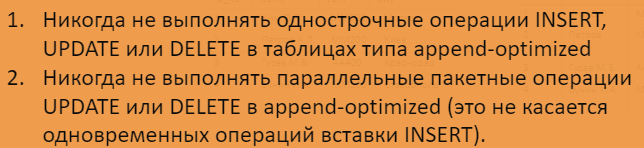 1. Никогда не выполнять однострочные операции INSERT,
UPDATE или DELETE в таблицах типа append-optimized
2. Никогда не выполнять параллельные пакетные операции
UPDATE или DELETE в append-optimized (это не касается
одновременных операций вставки INSERT).